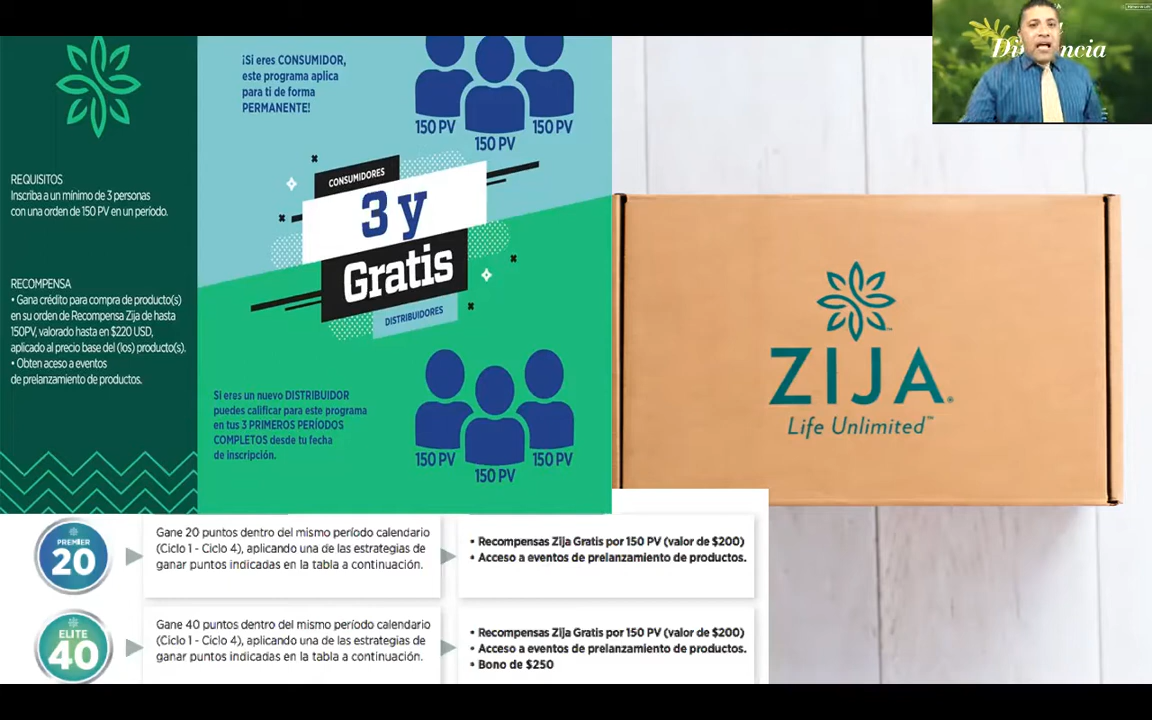 REQUISITOS
Inscriba a un mínimo de 3 personas
con una orden de 150 PV en un período.
RECOMPENSA
• Gana crédito para compra de producto(s)
en su orden de Recompensa Zija de hasta
150PV, valorado hasta en $220 USD,
aplicado al precio base del (los) producto(s).
• Obten aceso a eventos
de prelanzamiento de productos.
¡Si eres CONSUMIDOR,
este programa aplica
para ti de forma
PERMANENTE!
150 PV
150 PV
150 PV
CONSUMIDORES
3 y
Gratis
DISTRIBUIDORES
Si eres un nuevo DISTRIBUIDOR
puedes calificar para este programa
en tus 3 PRIMEROS PERÍODOS
COMPLETOS desde tu fecha
de inscripción.
150 PV
150 PV
150 PV
ZIJA
Life Unlimited™
PREMIER
20
Gane 20 puntos dentro del mismo período calendario
(Ciclo 1 - Ciclo 4), aplicando una de las estrategias de
ganar puntos indicadas en la tabla a continuación.
• Recompensas Zija Gratis por 150 PV (valor de $200)
• Acceso a eventos de prelanzamiento de productos.
ELITE
40
Gane 40 puntos dentro del mismo período calendario
(Ciclo 1 - Ciclo 4), aplicando una de las estrategias de
ganar puntos indicadas en la tabla a continuación.
• Recompensas Zija Gratis por 150 PV (valor de $200)
• Acceso a eventos de prelanzamiento de productos.
• Bono de $250